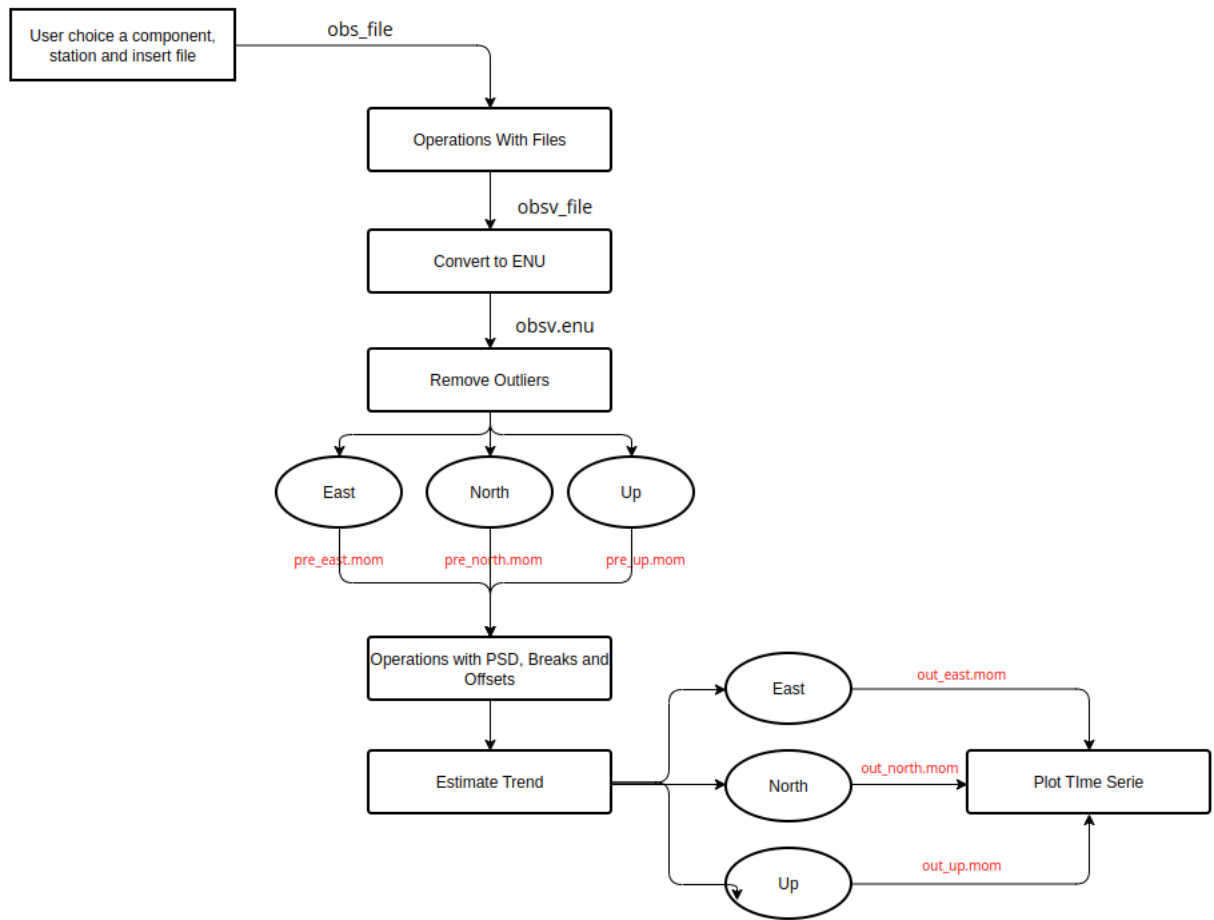 User choice a component,
station and insert file
obs_file
Operations With Files
obsv_file
Convert to ENU
obsv.enu
Remove Outliers
East
North
Up
pre_east.mom
pre_north.mom
pre_up.mom
Operations with PSD, Breaks and
Offsets
Estimate Trend
East
out_east.mom
North
out_north.mom
Plot TIme Serie
Up
out_up.mom